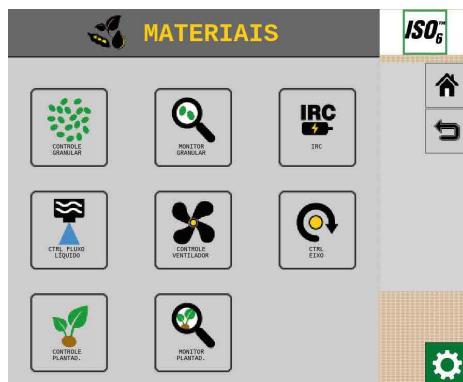 MATERIAIS
ISO6
CONTROLE
GRANULAR
MONITOR
GRANULAR
IRC
IRC
CTRL FLUXO
LÍQUIDO
CONTROLE
VENTILADOR
CTRL
EIXO
CONTROLE
PLANTAD.
MONITOR
PLANTAD.